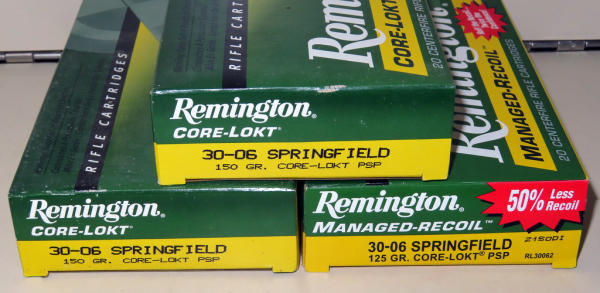 RIFLE CARTRIDGES
Remington.
CORE-LOKT
20 CENTERFIRE RIFLE CARTRIDGES
Remington.
CORE-LOKT®
30-06 SPRINGFIELD
150 GR. CORE-LOKT PSP
RIFLE CARTRIDGES
Remington.
CORE-LOKT®
30-06 SPRINGFIELD
150 GR. CORE-LOKT PSP
Remington.
MANAGED-RECOIL
20 CENTERFIRE RIFLE CARTRIDGES
50% Less
Recoil
Remington.
MANAGED-RECOIL™
30-06 SPRINGFIELD
125 GR. CORE-LOKT® PSP
RL30062